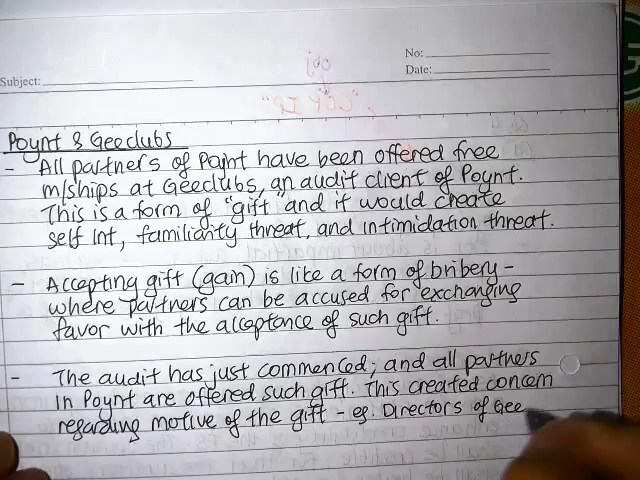 No:
Date:
Subject:
Poynt & Geeclubs
- All partners of Poynt have been offered free
m/ships at Geeclubs, an audit client of Poynt.
This is a form of "gift" and it would create
self int, familiarity threat, and intimidation threat.
- Accepting gift (gain) is like a form of bribery -
where partners can be accused for exchanging
favor with the acceptance of such gift.
- The audit has just commenced; and all partners
in Poynt are offered such gift. This created concern
regarding motive of the gift - eg. Directors of Gee